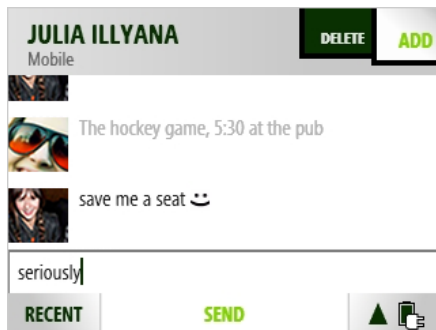 JULIA ILLYANA
Mobile
DELETE
ADD
The hockey game, 5:30 at the pub
save me a seat
seriously
RECENT
SEND